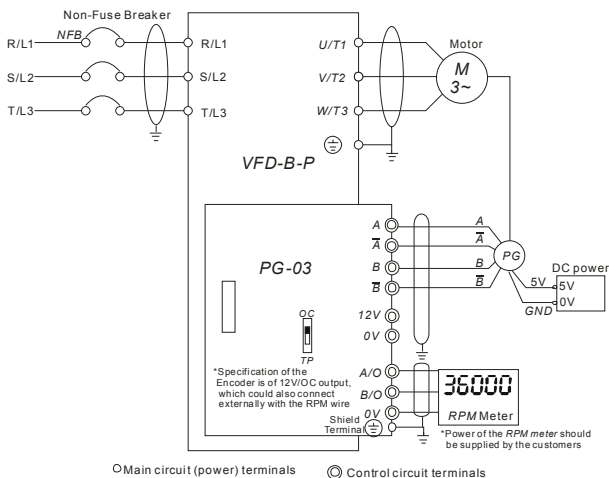 Non-Fuse Breaker
NFB
R/L1
R/L1
S/L2
S/L2
T/L3
T/L3
U/T1
V/T2
W/T3
Motor
M
3~
VFD-B-P
PG-03
OC
TP
*Specification of the
Encoder is of 12V/OC output,
which could also connect
externally with the RPM wire
A
A
B
B
12V
0V
A/O
B/O
0V
Shield
Terminal
A
A
B
B
PG
DC power
5V
5V
0V
GND
36000
RPM Meter
*Power of the RPM meter should
be supplied by the customers
Main circuit (power) terminals
Control circuit terminals